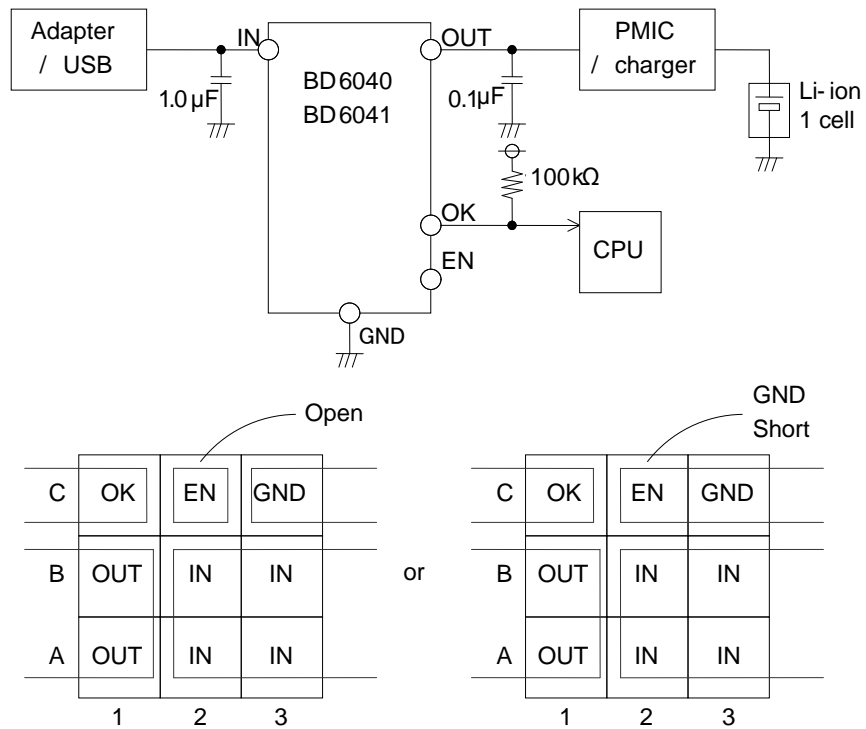 Adapter
/ USB
IN
OUT
PMIC
/ charger
1.0 µF
BD6040
BD6041
0.1µF
Li-ion
1 cell
100kΩ
OK
CPU
EN
GND
Open
GND
Short
C OK EN GND
B OUT IN IN
A OUT IN IN
1 2 3
or
C OK EN GND
B OUT IN IN
A OUT IN IN
1 2 3